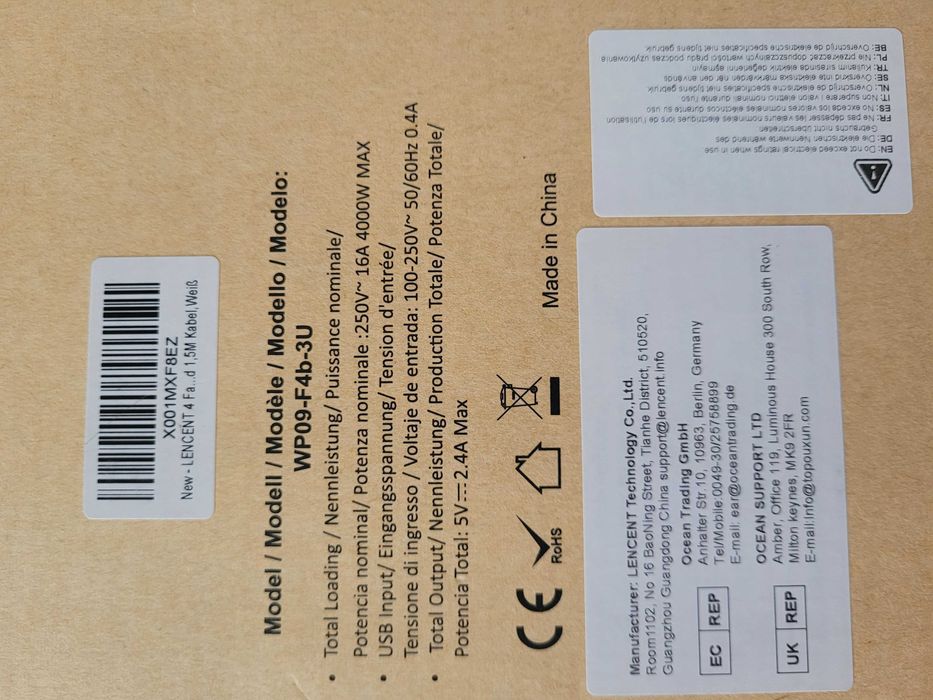 X001MXF8EZ
New - LENCENT 4 Fa...d 1,5M Kabel,Weiß
Model / Modell / Modèle / Modello / Modelo:
WP09-F4b-3U
• Total Loading / Nennleistung/ Puissance nominale/
Potencia nominal/ Potenza nominale :250V~ 16A 4000W MAX
• USB Input/ Eingangsspannung/ Tension d'entrée/
Tensione di ingresso / Voltaje de entrada: 100-250V~ 50/60Hz 0.4A
• Total Output/ Nennleistung/ Production Totale/ Potenza Totale/
Potencia Total: 5V⎓2.4A Max
CE
RoHS
Made in China
Manufacturer: LENCENT Technology Co.,Ltd.
Room1102, No 16 BaoNing Street, Tianhe District, 510520,
Guangzhou Guangdong China support@lencent.info
EC REP
Ocean Trading GmbH
Anhalter Str.10, 10963, Berlin, Germany
Tel/Mobile:0049-30/25758899
E-mail: ear@oceantrading.de
UK REP
OCEAN SUPPORT LTD
Amber, Office 119, Luminous House 300 South Row,
Milton keynes, MK9 2FR
E-mail:Info@topouxun.com
EN: Do not exceed electrical ratings when in use
DE: Die elektrischen Nennwerte während des
Gebrauchs nicht überschreiten
FR: Ne pas dépasser les valeurs nominales électriques lors de l'utilisation
ES: No exceda los valores nominales eléctricos durante su uso
IT: Non superare i valori elettrici nominali durante l'uso
NL: Overschrijd de elektrische specificaties niet tijdens gebruik
SE: Överskrid inte elektriska märkvärden när den används
TR: Kullanım sırasında elektrik değerlerini aşmayın
PL: Nie przekraczać dopuszczalnych wartości prądu podczas użytkowania
BE: Overschrijd de elektrische specificaties niet tijdens gebruik